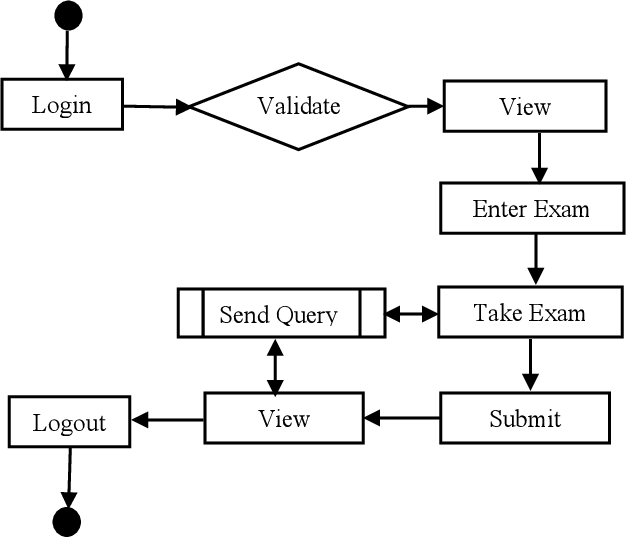 Login
Validate
View
Enter Exam
Send Query
Take Exam
Logout
View
Submit